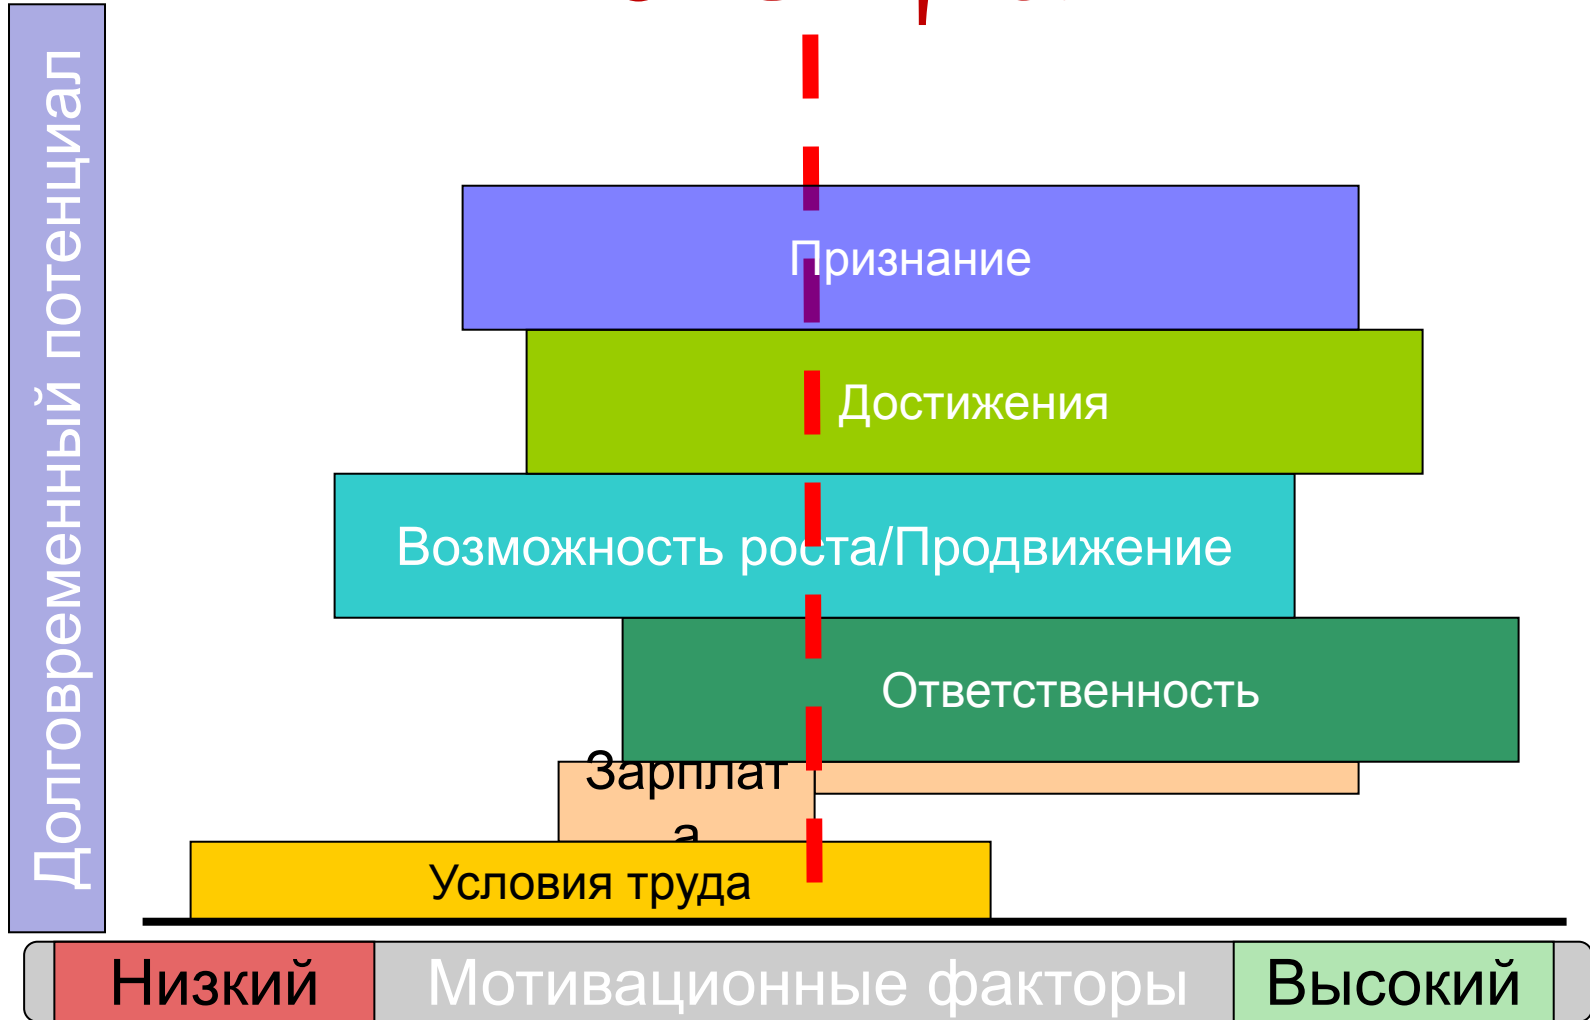 Долговременный потенциал
Признание
Достижения
Возможность роста/Продвижение
Ответственность
Зарплат
а
Условия труда
Низкий
Мотивационные факторы
Высокий